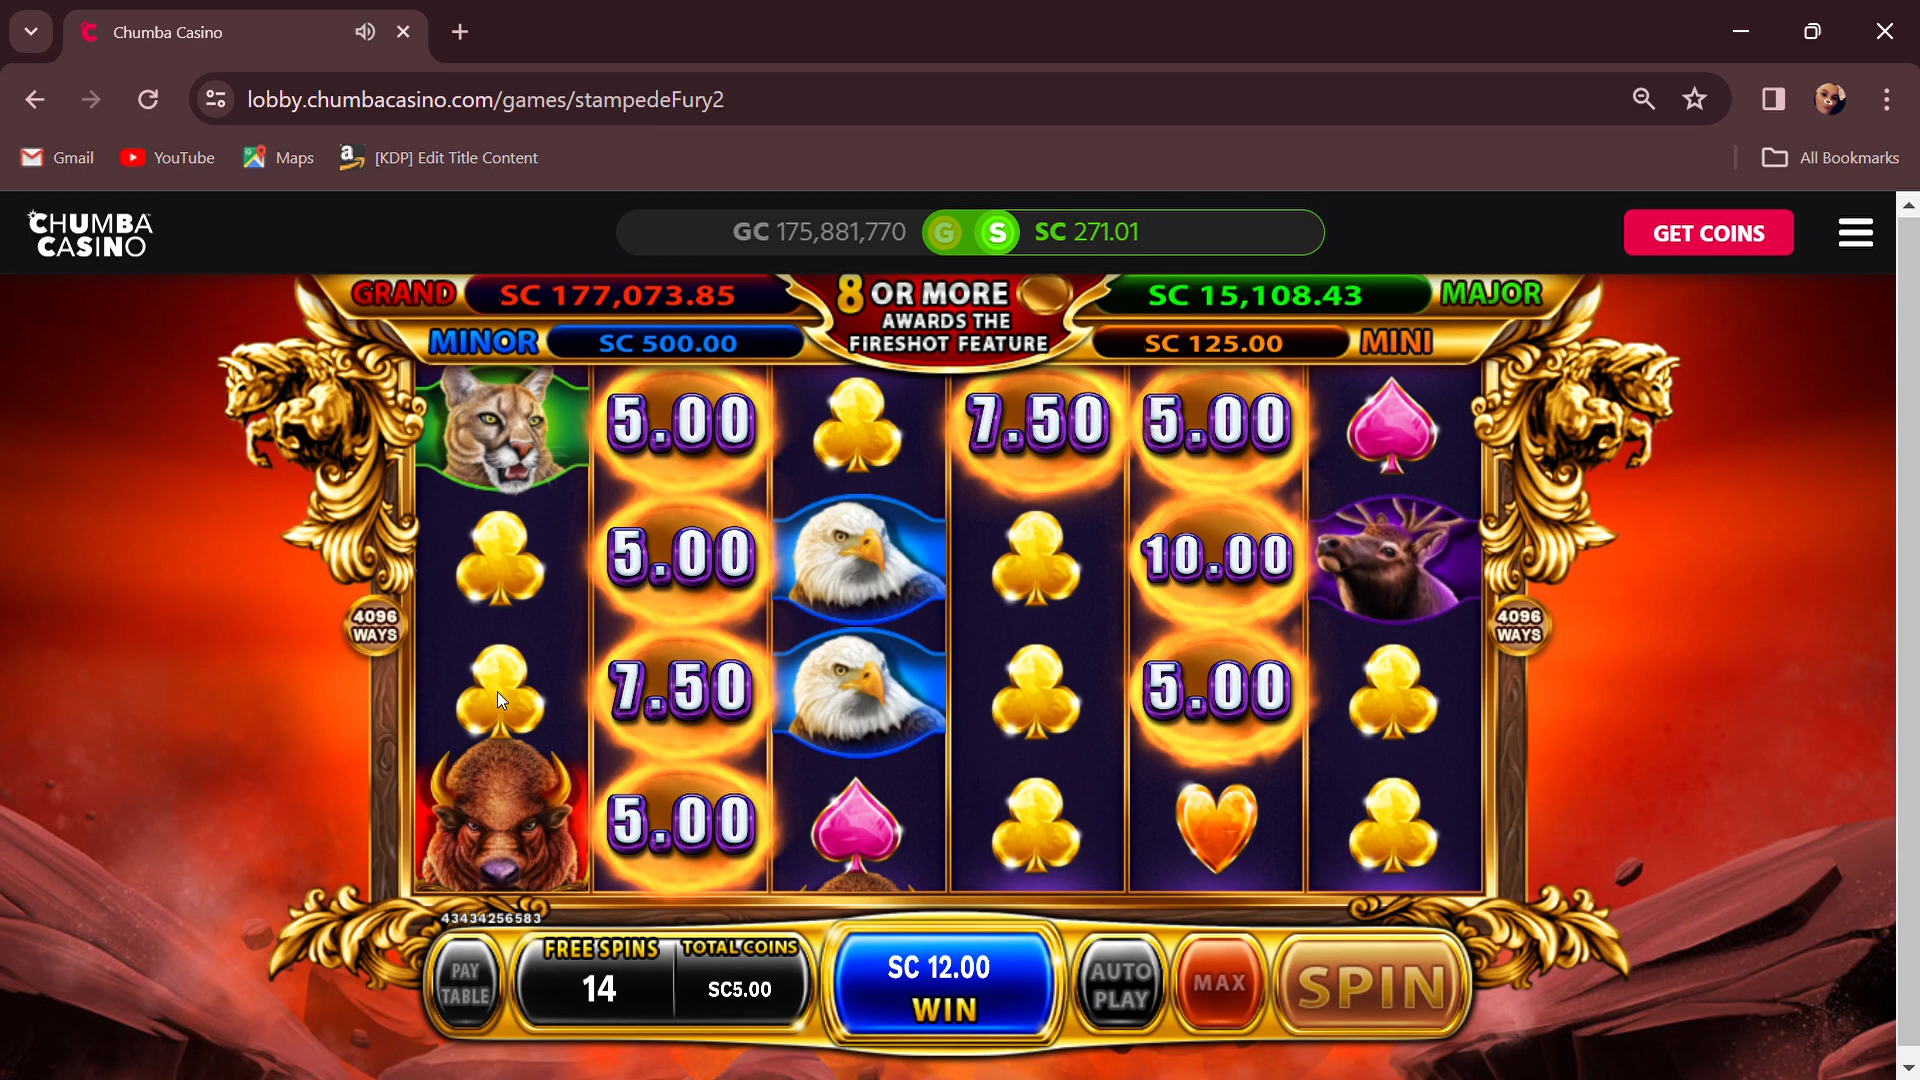 Chumba Casino
lobby.chumbacasino.com/games/stampedeFury2
Gmail
YouTube
Maps
[KDP] Edit Title Content
All Bookmarks
CHUMBA
CASINO
GC 175,881,770
G
S
SC 271.01
GET COINS
GRAND
SC 177,073.85
8 OR MORE
AWARDS THE
FIRESHOT FEATURE
SC 15,108.43
MAJOR
MINOR
SC 500.00
SC 125.00
MINI
5.00
7.50
5.00
5.00
10.00
4096
WAYS
4096
WAYS
7.50
5.00
5.00
43434256583
PAY
TABLE
FREE SPINS
14
TOTAL COINS
SC5.00
SC 12.00
WIN
AUTO
PLAY
MAX
SPIN